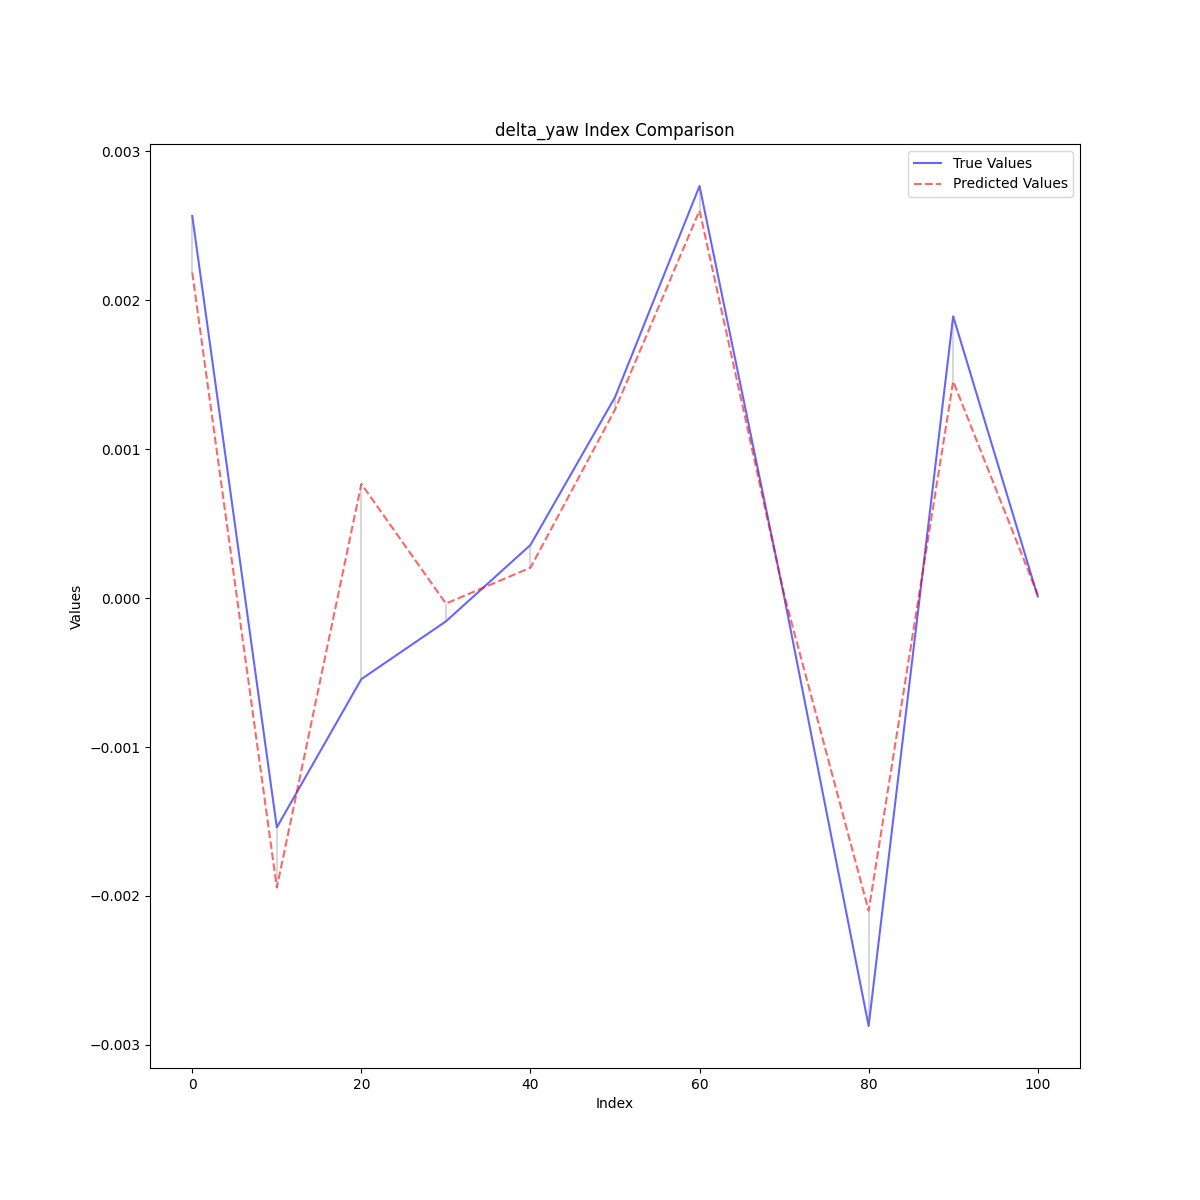 delta_yaw Index Comparison
True Values
Predicted Values
0.003
0.002
0.001
0.000
−0.001
−0.002
−0.003
Values
0 20 40 60 80 100
Index